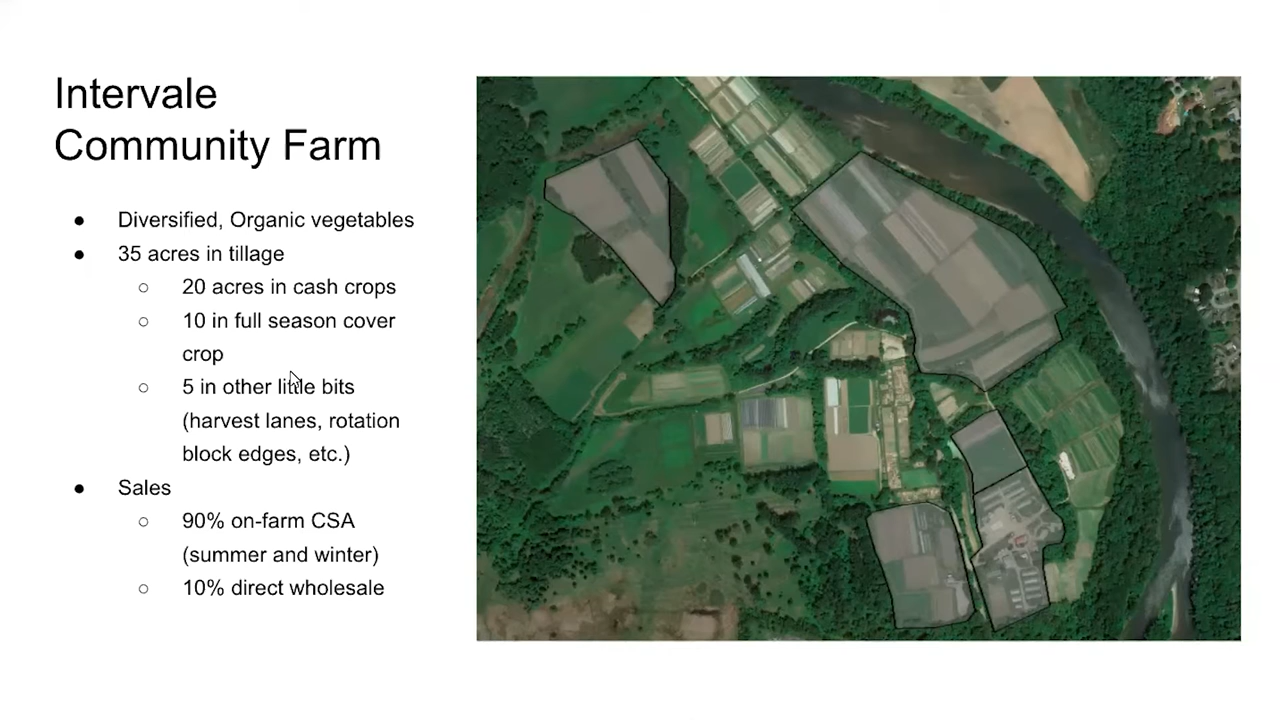 Intervale
Community Farm
● Diversified, Organic vegetables
● 35 acres in tillage
○ 20 acres in cash crops
○ 10 in full season cover
crop
○ 5 in other little bits
(harvest lanes, rotation
block edges, etc.)
● Sales
○ 90% on-farm CSA
(summer and winter)
○ 10% direct wholesale